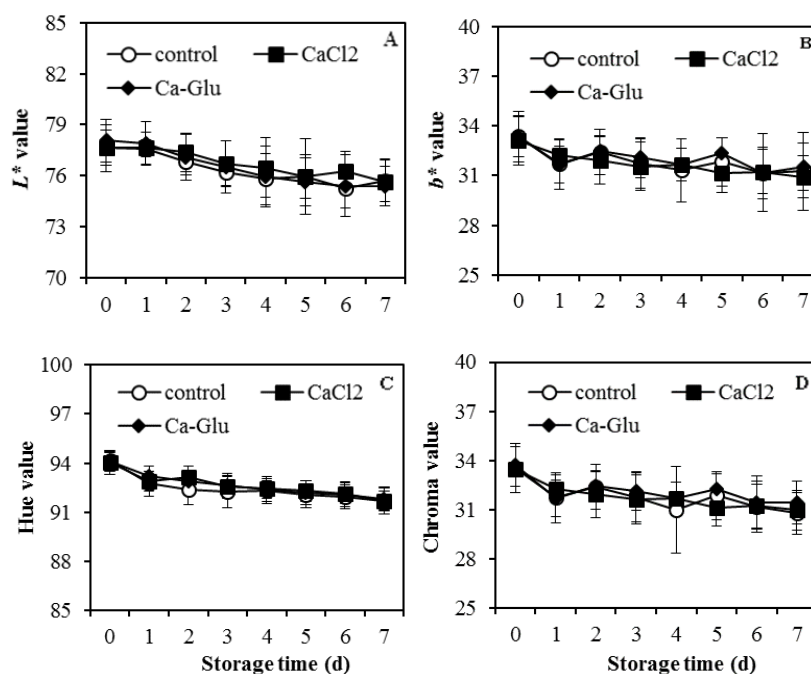 85
82
79
76
73
70
L* value
control
CaCl2
Ca-Glu
A
0 1 2 3 4 5 6 7
40
37
34
31
28
25
b* value
control
CaCl2
Ca-Glu
B
0 1 2 3 4 5 6 7
100
97
94
91
88
85
Hue value
control
CaCl2
Ca-Glu
C
0 1 2 3 4 5 6 7
Storage time (d)
40
37
34
31
28
25
Chroma value
control
CaCl2
Ca-Glu
D
0 1 2 3 4 5 6 7
Storage time (d)